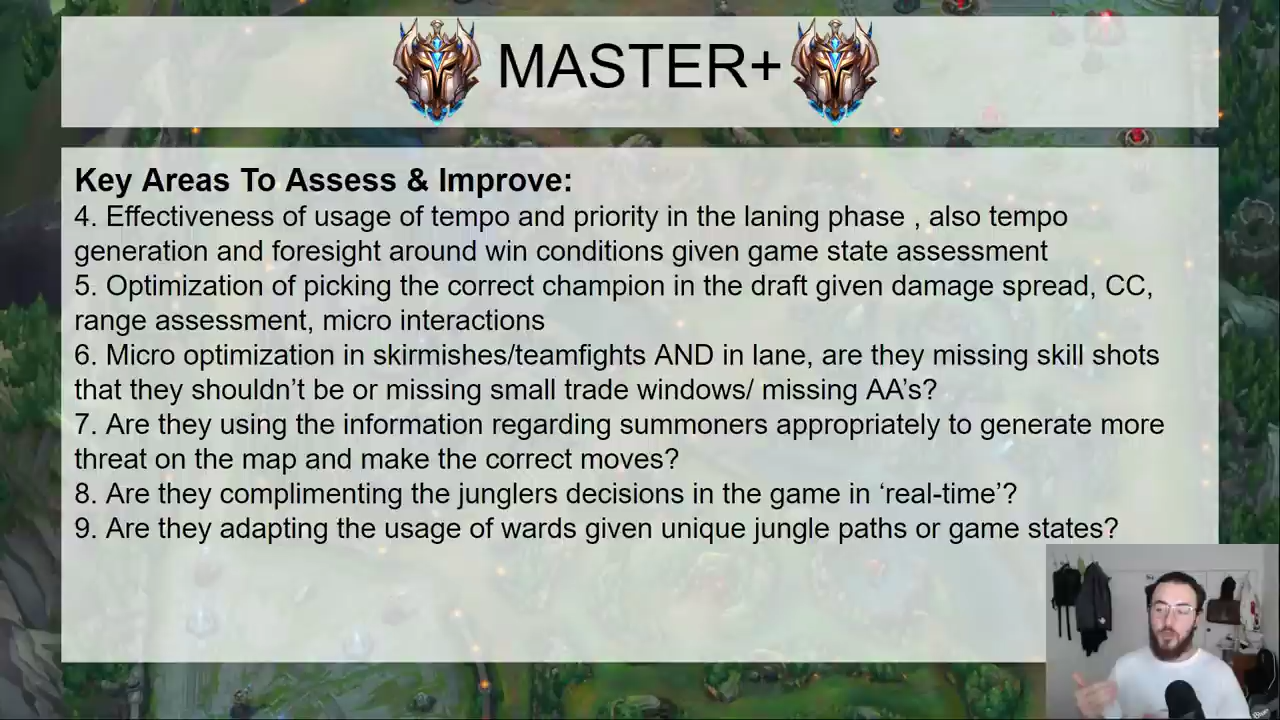 MASTER+
Key Areas To Assess & Improve:
4. Effectiveness of usage of tempo and priority in the laning phase , also tempo
generation and foresight around win conditions given game state assessment
5. Optimization of picking the correct champion in the draft given damage spread, CC,
range assessment, micro interactions
6. Micro optimization in skirmishes/teamfights AND in lane, are they missing skill shots
that they shouldn’t be or missing small trade windows/ missing AA’s?
7. Are they using the information regarding summoners appropriately to generate more
threat on the map and make the correct moves?
8. Are they complimenting the junglers decisions in the game in ‘real-time’?
9. Are they adapting the usage of wards given unique jungle paths or game states?